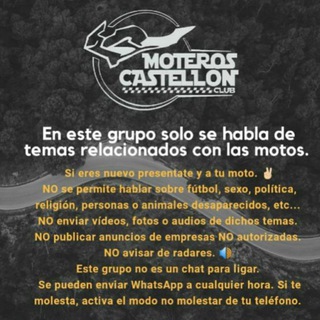 MOTEROS
CASTELLON
CLUB
En este grupo solo se habla de
temas relacionados con las motos.
Si eres nuevo presentate y a tu moto. ✌🏻
NO se permite hablar sobre fútbol, sexo, política,
religión, personas o animales desaparecidos, etc...
NO enviar vídeos, fotos o audios de dichos temas.
NO publicar anuncios de empresas NO autorizadas.
NO avisar de radares. 🔊
Este grupo no es un chat para ligar.
Se pueden enviar WhatsApp a cualquier hora. Si te
molesta, activa el modo no molestar de tu teléfono.